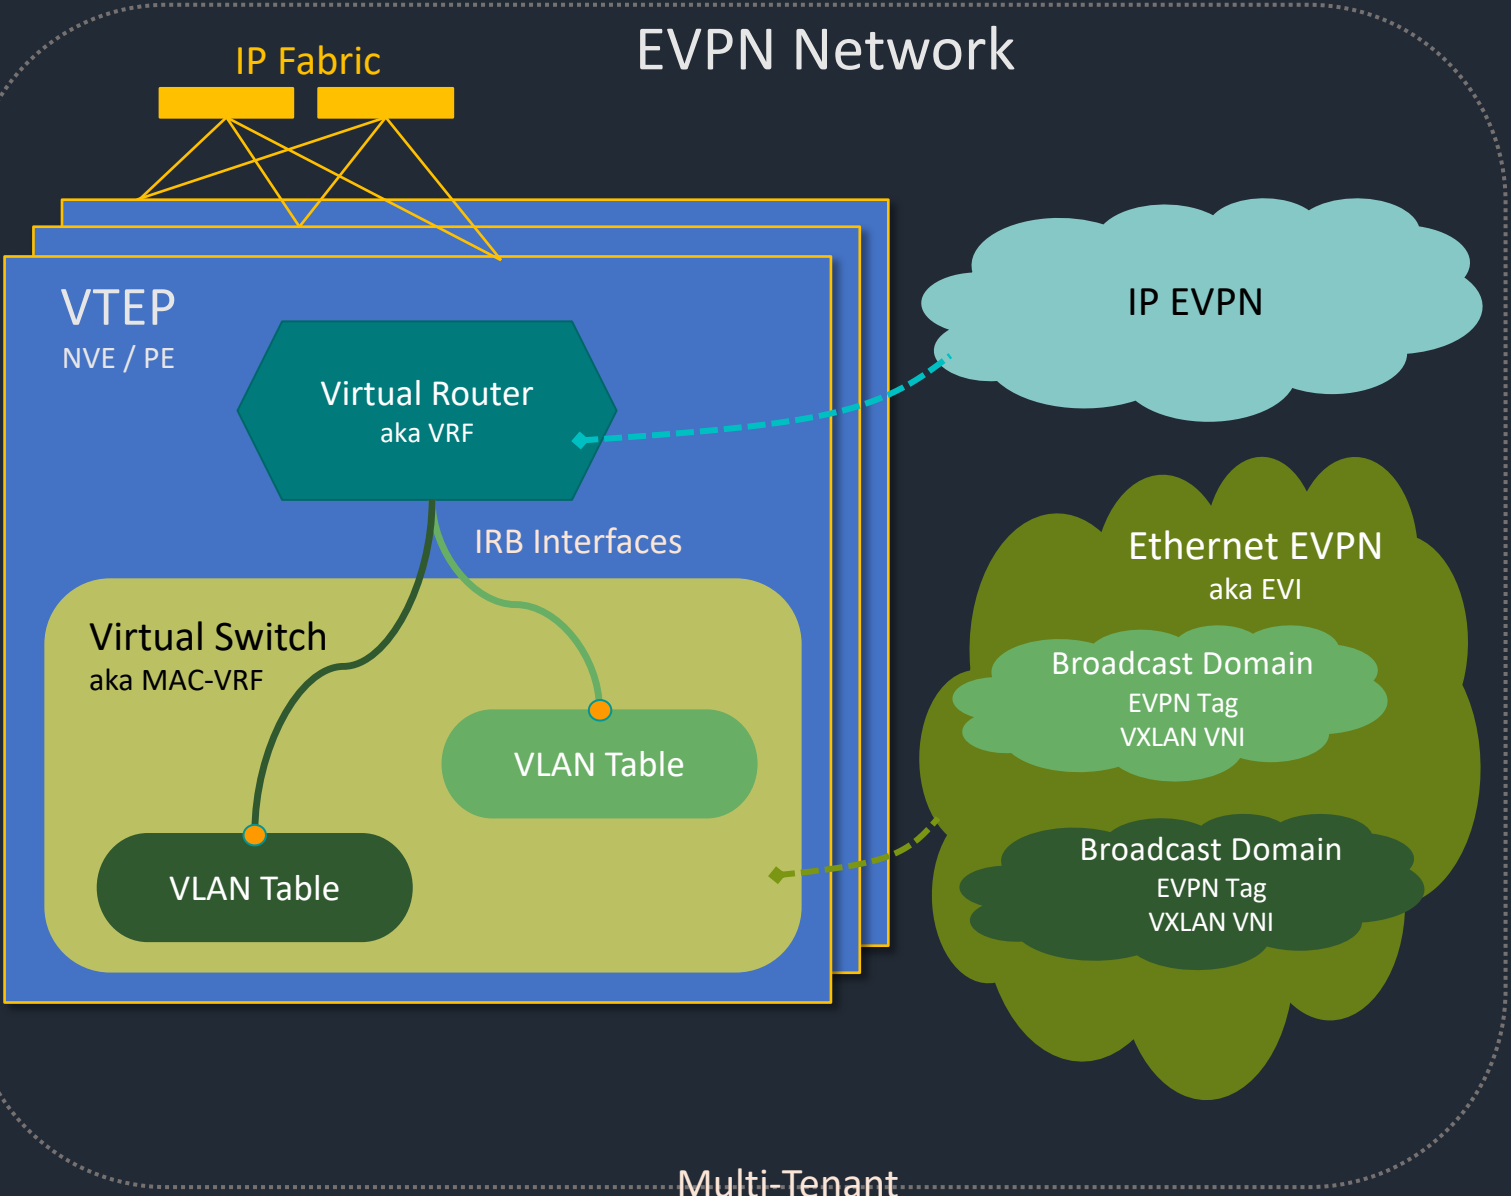 EVPN Network
IP Fabric
VTEP
NVE / PE
Virtual Router
aka VRF
IRB Interfaces
Virtual Switch
aka MAC-VRF
VLAN Table
VLAN Table
IP EVPN
Ethernet EVPN
aka EVI
Broadcast Domain
EVPN Tag
VXLAN VNI
Broadcast Domain
EVPN Tag
VXLAN VNI
Multi-Tenant